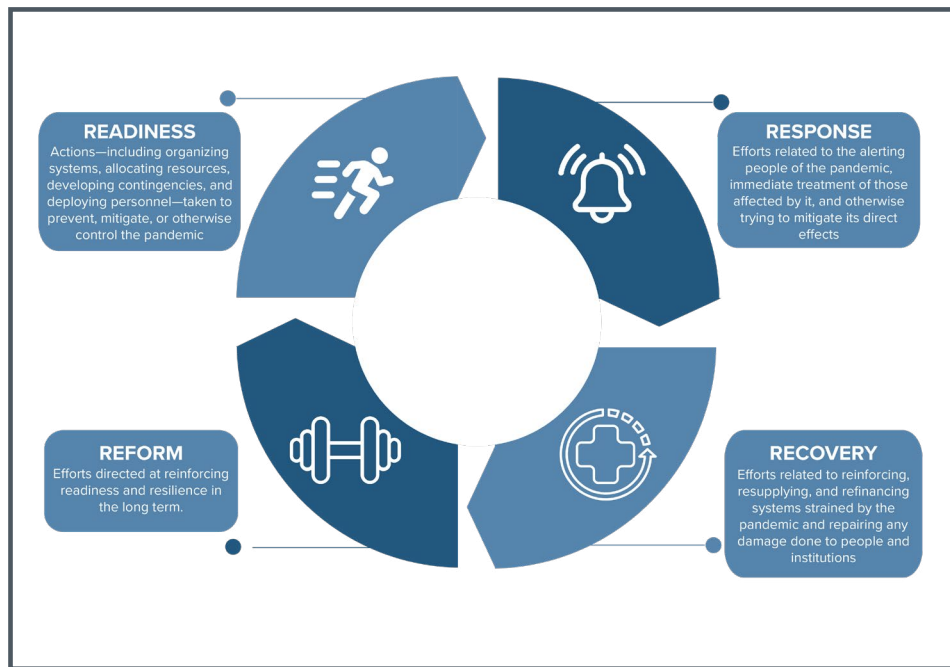 READINESS
Actions—including organizing
systems, allocating resources,
developing contingencies, and
deploying personnel—taken to
prevent, mitigate, or otherwise
control the pandemic
RESPONSE
Efforts related to the alerting
people of the pandemic,
immediate treatment of those
affected by it, and otherwise
trying to mitigate its direct
effects
REFORM
Efforts directed at reinforcing
readiness and resilience in
the long term.
RECOVERY
Efforts related to reinforcing,
resupplying, and refinancing
systems strained by the
pandemic and repairing any
damage done to people and
institutions